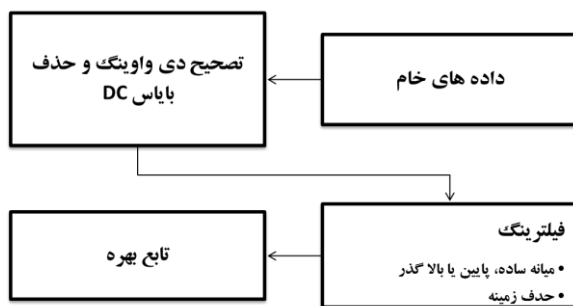 داده های خام
تصحیح دی واوینگ و حذف
بایاس DC
فیلترینگ
• میانه ساده، پایین یا بالا گذر
• حذف زمینه
تابع بهره